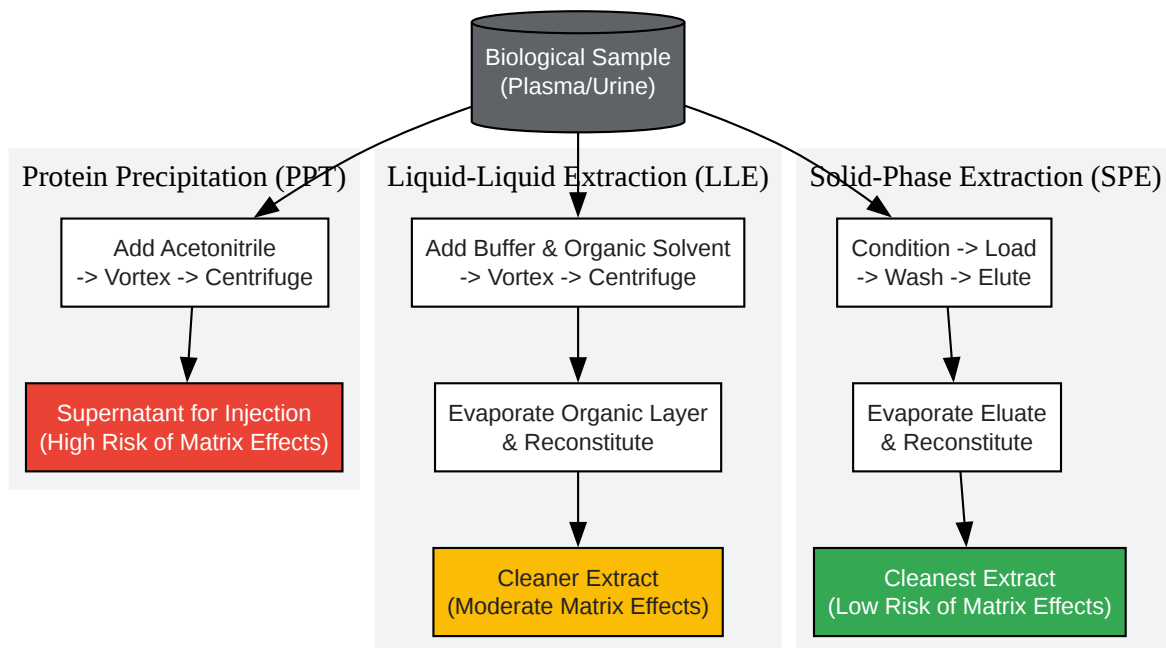 Biological Sample
(Plasma/Urine)
Protein Precipitation (PPT)
Add Acetonitrile
-> Vortex -> Centrifuge
Supernatant for Injection
(High Risk of Matrix Effects)
Liquid-Liquid Extraction (LLE)
Add Buffer & Organic Solvent
-> Vortex -> Centrifuge
Evaporate Organic Layer
& Reconstitute
Cleaner Extract
(Moderate Matrix Effects)
Solid-Phase Extraction (SPE)
Condition -> Load
-> Wash -> Elute
Evaporate Eluate
& Reconstitute
Cleanest Extract
(Low Risk of Matrix Effects)